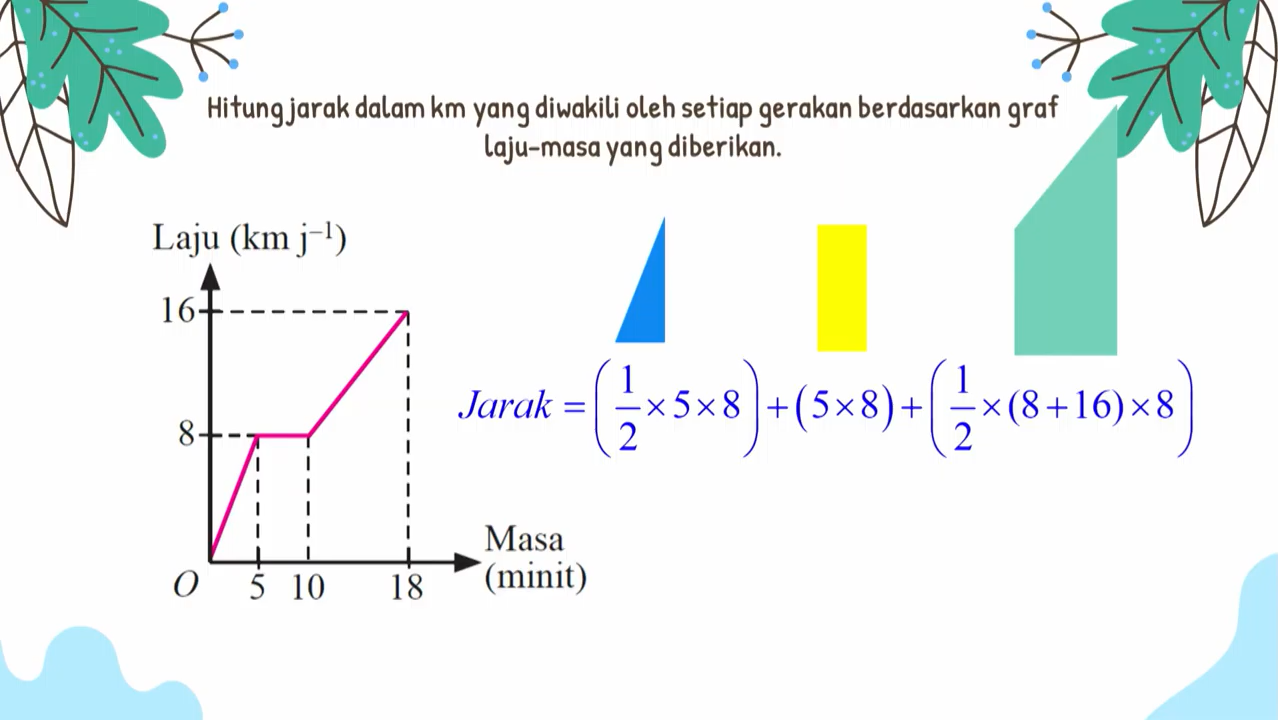 Hitung jarak dalam km yang diwakili oleh setiap gerakan berdasarkan graf
laju-masa yang diberikan.
Laju (km j⁻¹)
16
8
O
5 10 18
Masa
(minit)
Jarak = (1/2 × 5 × 8) + (5 × 8) + (1/2 × (8 + 16) × 8)